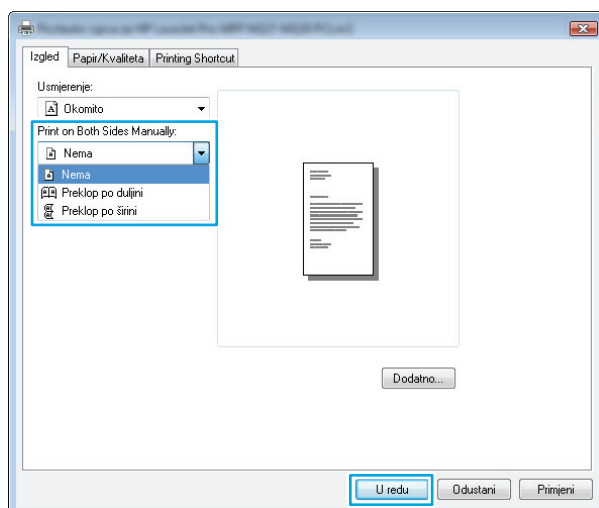 Izgled Papir/Kvaliteta Printing Shortcut
Usmjerenje:
Okomito
Print on Both Sides Manually:
Nema
Nema
Preklop po duljini
Preklop po širini
Dodatno...
U redu Odustani Primjeni